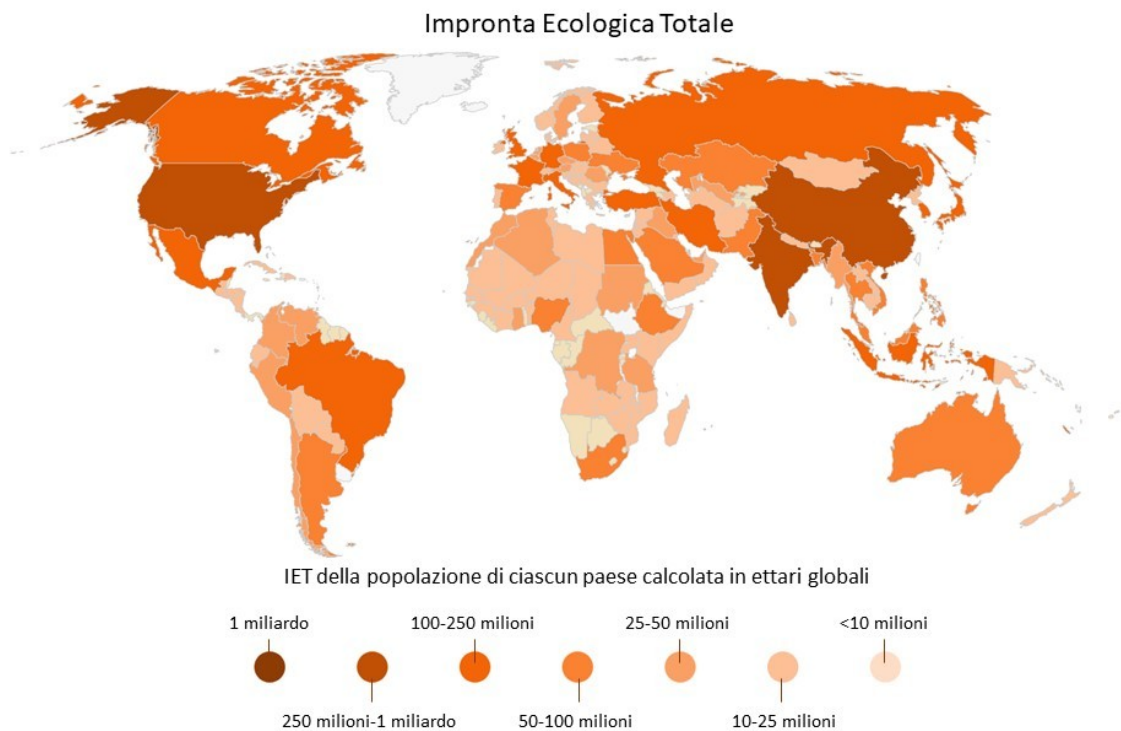 Impronta Ecologica Totale
IET della popolazione di ciascun paese calcolata in ettari globali
1 miliardo
100-250 milioni
25-50 milioni
<10 milioni
250 milioni-1 miliardo
50-100 milioni
10-25 milioni